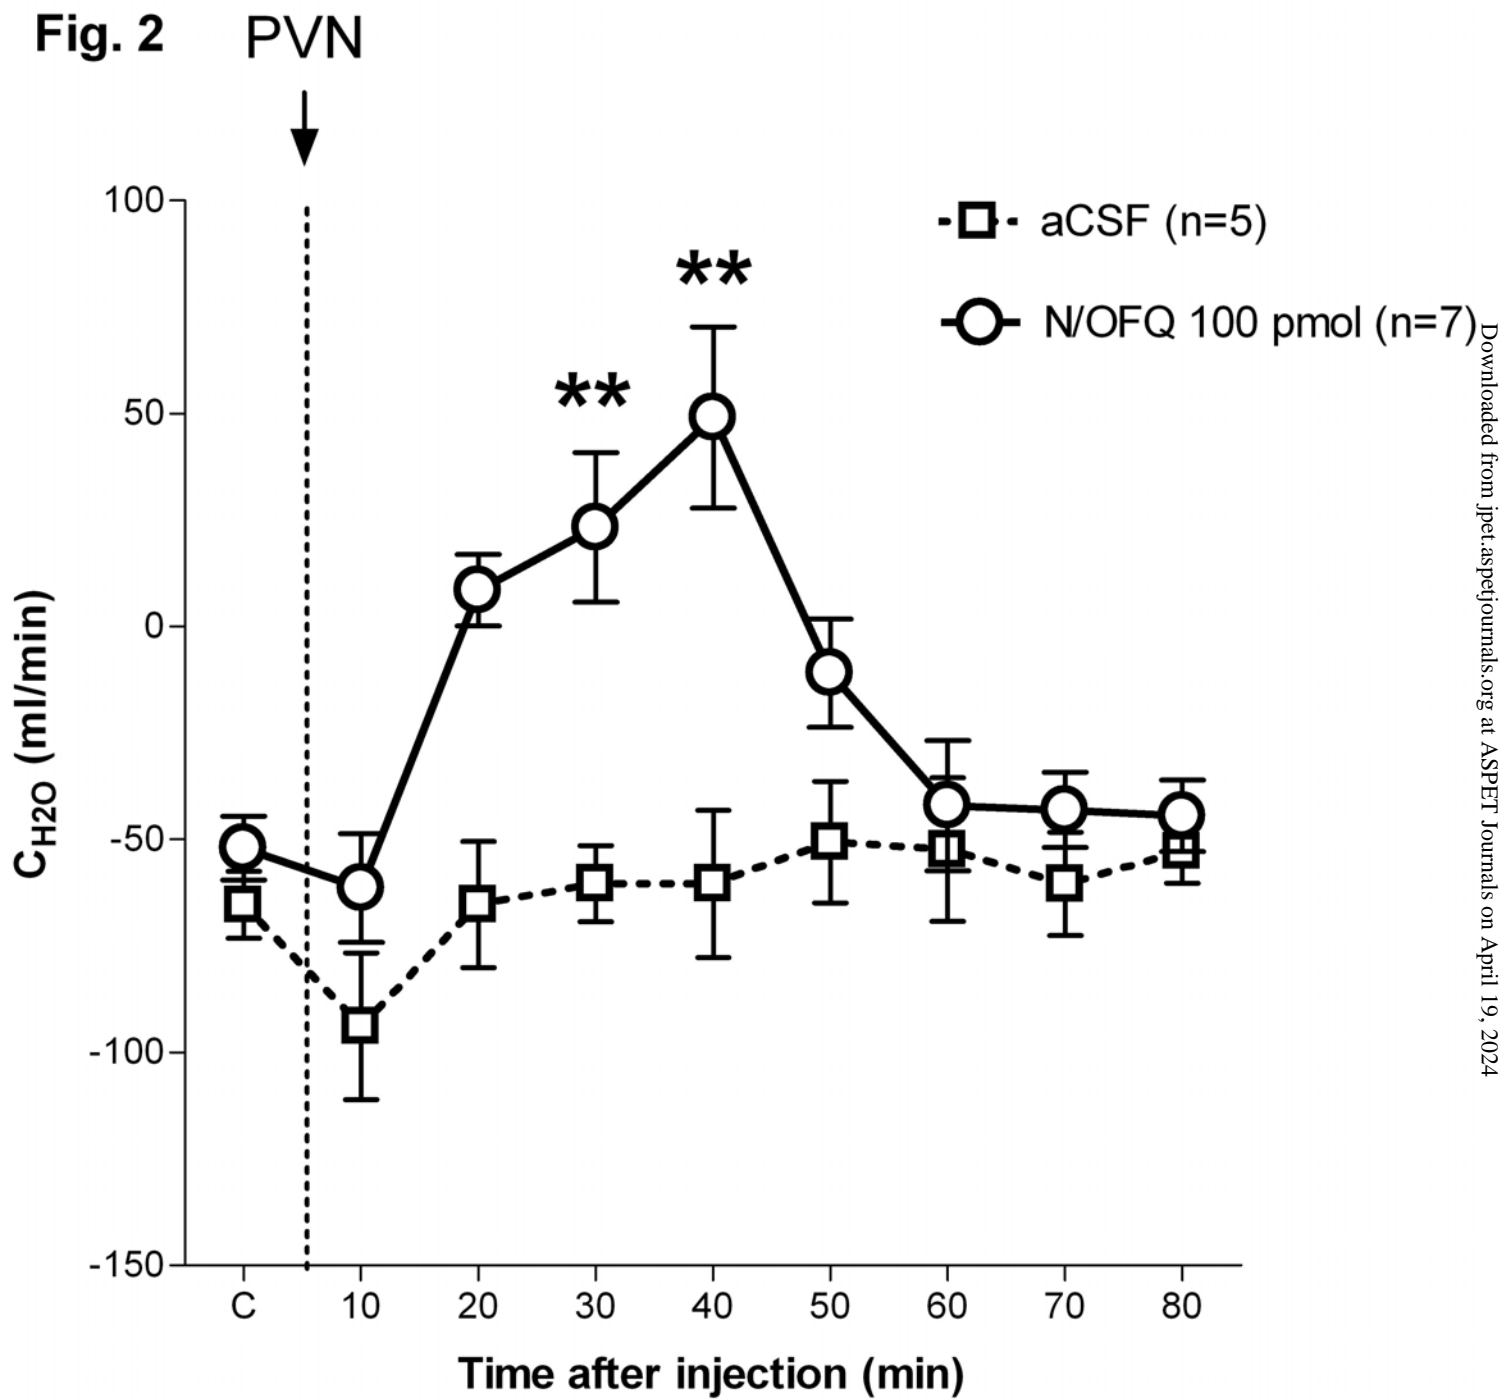 Fig. 2
PVN
100
50
0
-50
-100
-150
C_H2O (ml/min)
** 
**
aCSF (n=5)
N/OFQ 100 pmol (n=7)
C 10 20 30 40 50 60 70 80
Time after injection (min)
Downloaded from jpet.aspetjournals.org at ASPET Journals on April 19, 2024